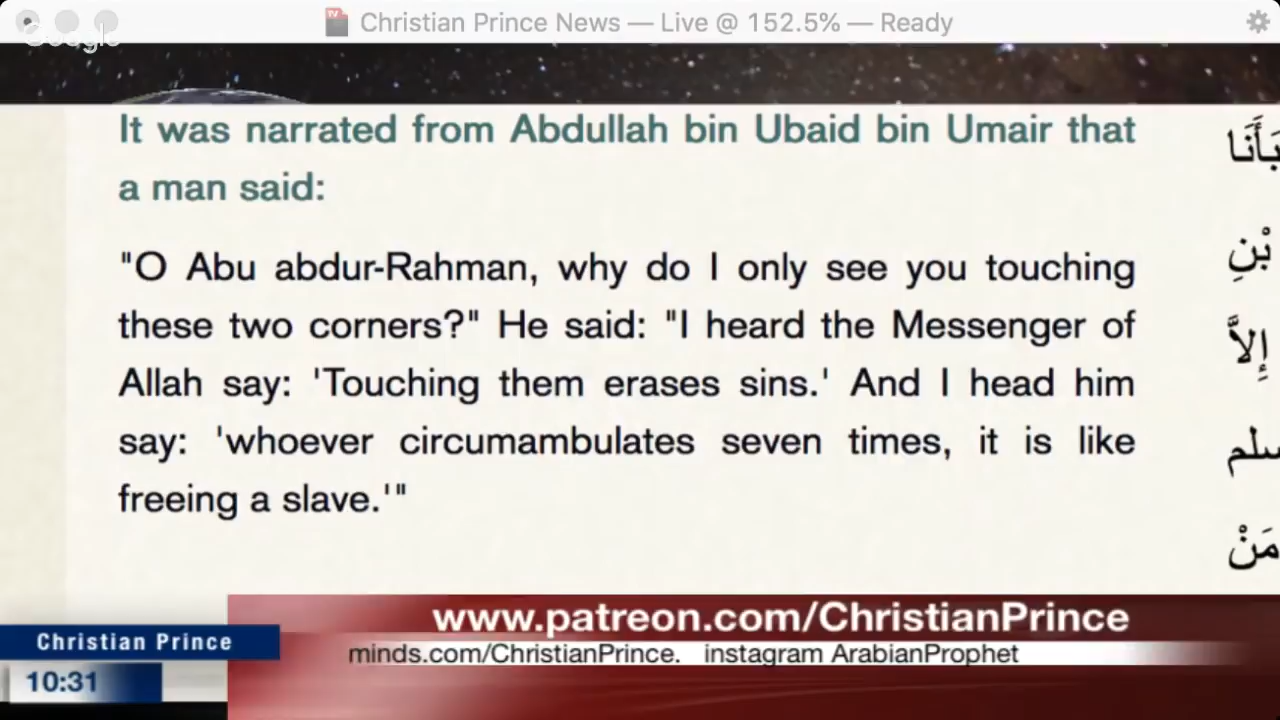 Christian Prince News — Live @ 152.5% — Ready
Google
It was narrated from Abdullah bin Ubaid bin Umair that
a man said:
"O Abu abdur-Rahman, why do I only see you touching
these two corners?" He said: "I heard the Messenger of
Allah say: 'Touching them erases sins.' And I head him
say: 'whoever circumambulates seven times, it is like
freeing a slave.'"
بْنِ
إِلاَّ
مَنْ
www.patreon.com/ChristianPrince
Christian Prince
minds.com/ChristianPrince. instagram ArabianProphet
10:31